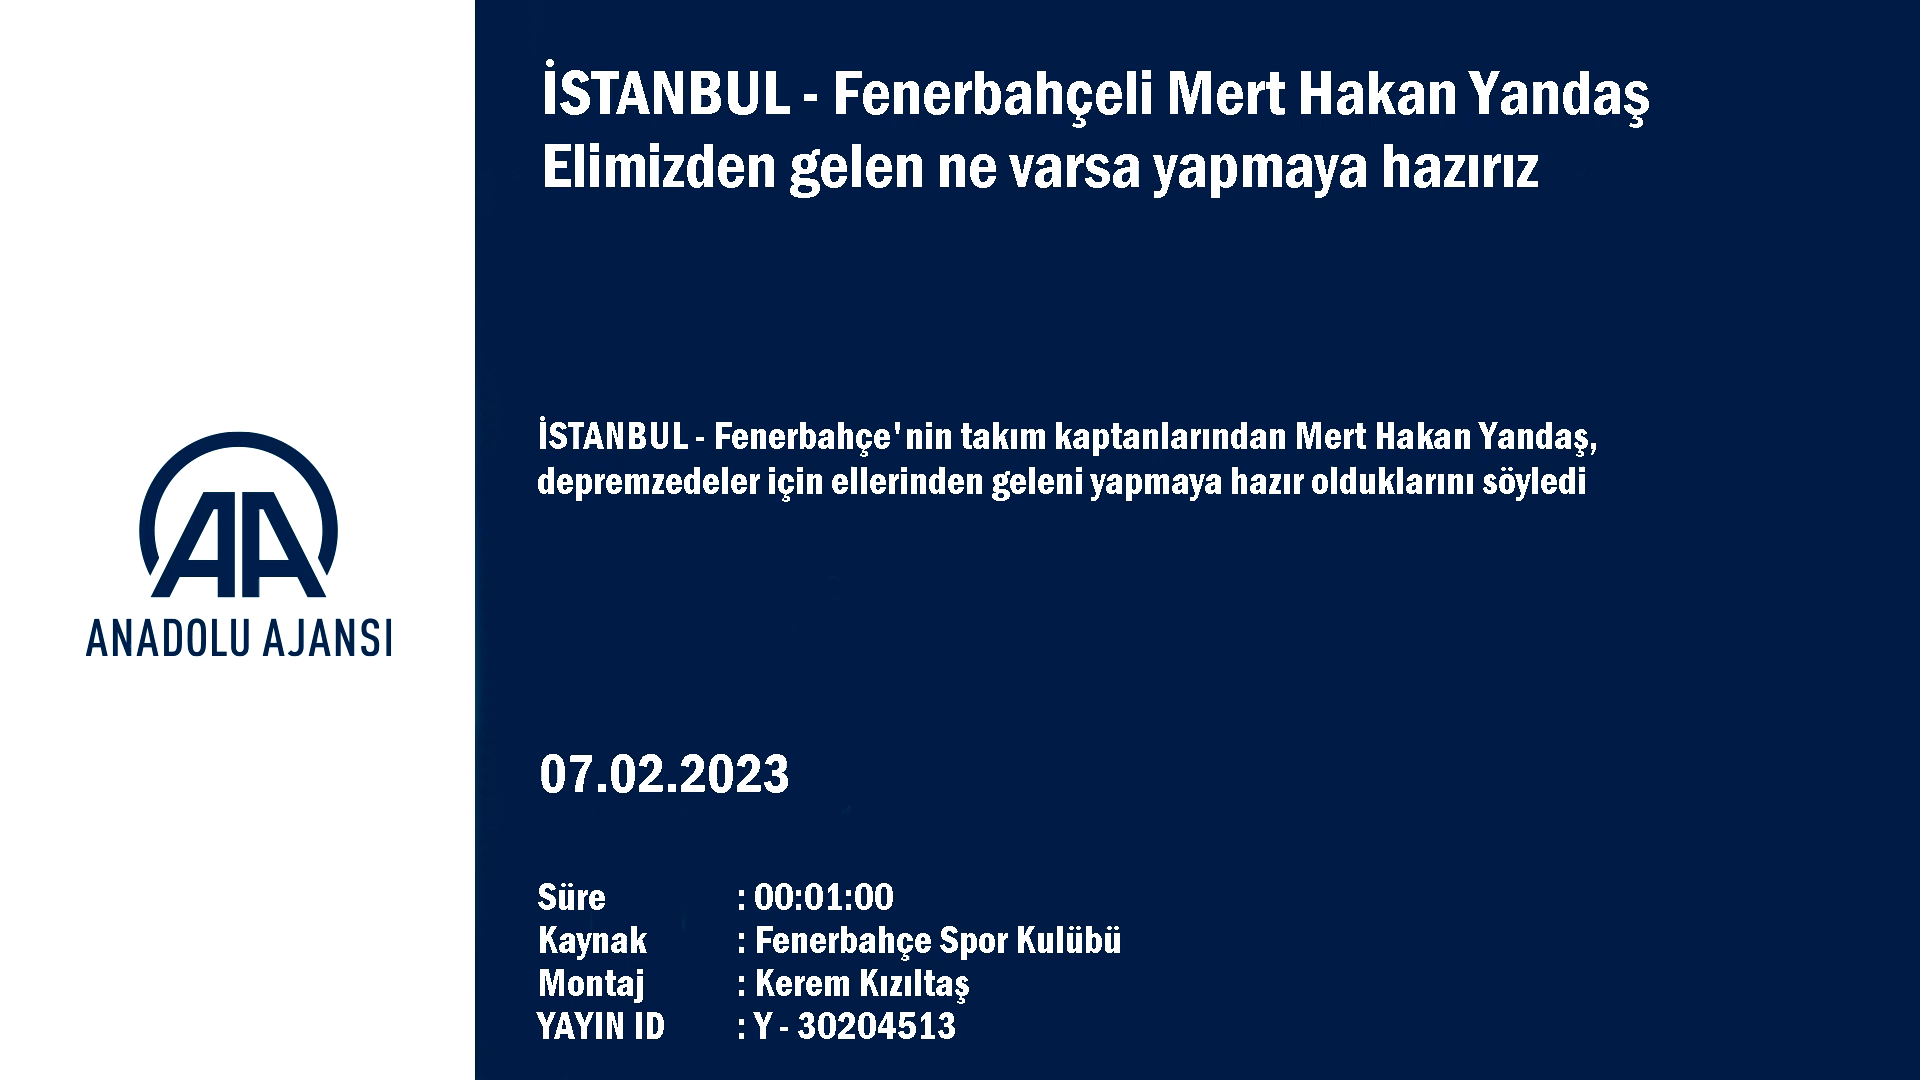 İSTANBUL - Fenerbahçeli Mert Hakan Yandaş
Elimizden gelen ne varsa yapmaya hazırız
İSTANBUL - Fenerbahçe'nin takım kaptanlarından Mert Hakan Yandaş,
depremzedeler için ellerinden geleni yapmaya hazır olduklarını söyledi
AA
ANADOLU AJANSI
07.02.2023
Süre : 00:01:00
Kaynak : Fenerbahçe Spor Kulübü
Montaj : Kerem Kızıltaş
YAYIN ID : Y - 30204513